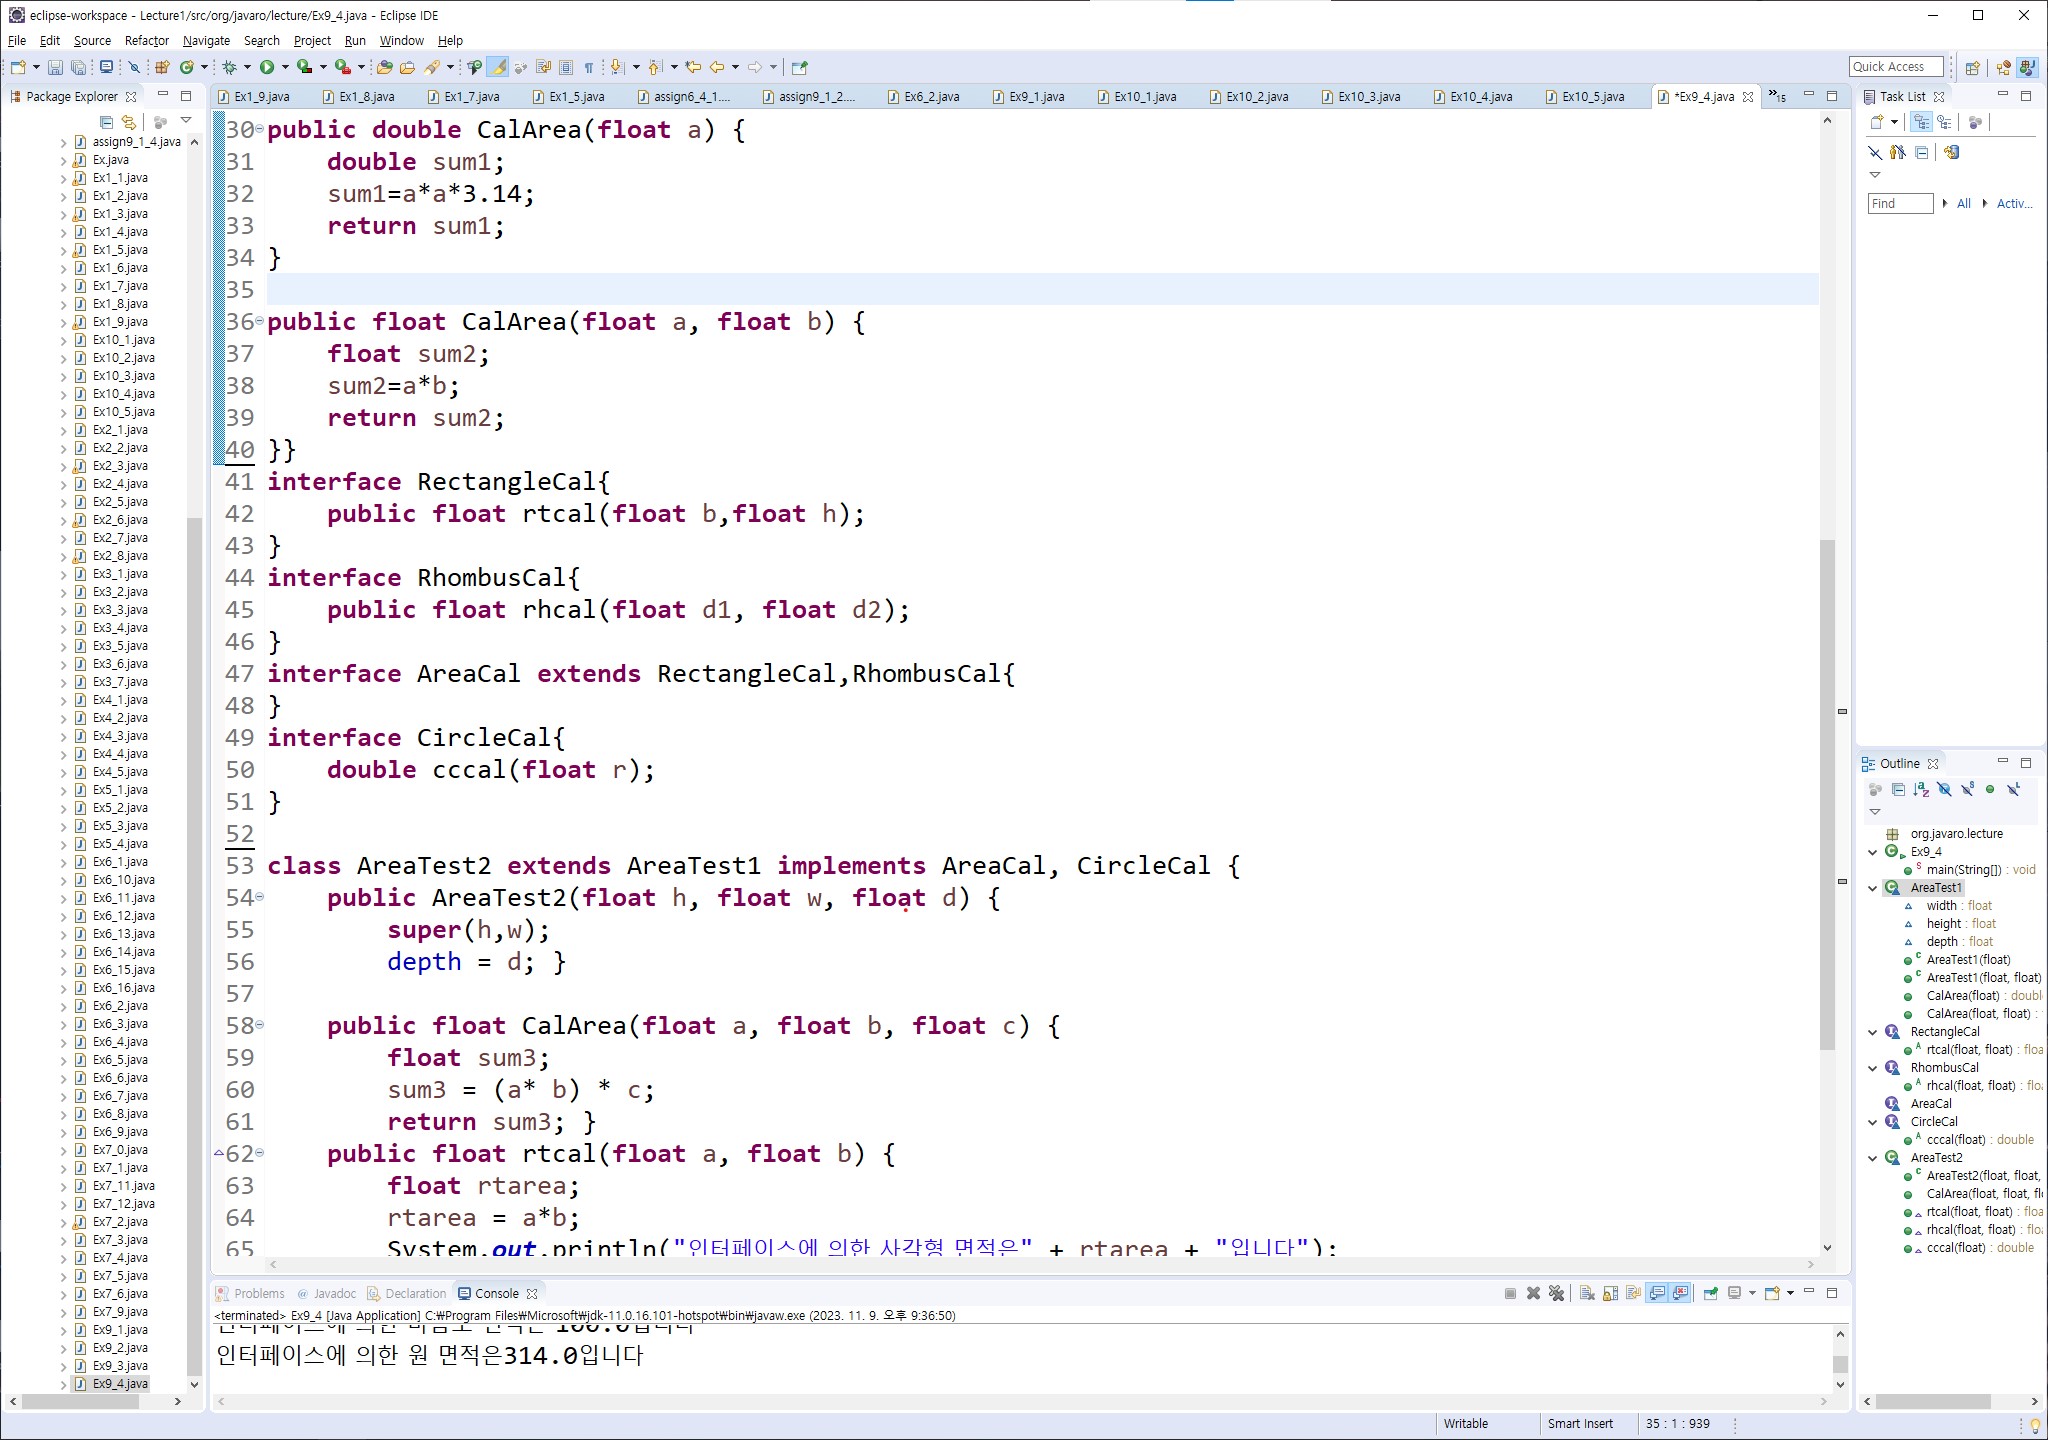 eclipse-workspace - Lecture1/src/org/javaro/lecture/Ex9_4.java - Eclipse IDE
File Edit Source Refactor Navigate Search Project Run Window Help
Quick Access
Package Explorer
Ex1_9.java Ex1_8.java Ex1_7.java Ex1_5.java assign6_4_1.... assign9_1_2.... Ex6_2.java Ex9_1.java Ex10_1.java Ex10_2.java Ex10_3.java Ex10_4.java Ex10_5.java *Ex9_4.java »15
Task List
assign9_1_4.java
Ex.java
Ex1_1.java
Ex1_2.java
Ex1_3.java
Ex1_4.java
Ex1_5.java
Ex1_6.java
Ex1_7.java
Ex1_8.java
Ex1_9.java
Ex10_1.java
Ex10_2.java
Ex10_3.java
Ex10_4.java
Ex10_5.java
Ex2_1.java
Ex2_2.java
Ex2_3.java
Ex2_4.java
Ex2_5.java
Ex2_6.java
Ex2_7.java
Ex2_8.java
Ex3_1.java
Ex3_2.java
Ex3_3.java
Ex3_4.java
Ex3_5.java
Ex3_6.java
Ex3_7.java
Ex4_1.java
Ex4_2.java
Ex4_3.java
Ex4_4.java
Ex4_5.java
Ex5_1.java
Ex5_2.java
Ex5_3.java
Ex5_4.java
Ex6_1.java
Ex6_10.java
Ex6_11.java
Ex6_12.java
Ex6_13.java
Ex6_14.java
Ex6_15.java
Ex6_16.java
Ex6_2.java
Ex6_3.java
Ex6_4.java
Ex6_5.java
Ex6_6.java
Ex6_7.java
Ex6_8.java
Ex6_9.java
Ex7_0.java
Ex7_1.java
Ex7_11.java
Ex7_12.java
Ex7_2.java
Ex7_3.java
Ex7_4.java
Ex7_5.java
Ex7_6.java
Ex7_9.java
Ex9_1.java
Ex9_2.java
Ex9_3.java
Ex9_4.java
30 public double CalArea(float a) {
31 double sum1;
32 sum1=a*a*3.14;
33 return sum1;
34 }
35
36 public float CalArea(float a, float b) {
37 float sum2;
38 sum2=a*b;
39 return sum2;
40 }}
41 interface RectangleCal{
42 public float rtcal(float b,float h);
43 }
44 interface RhombusCal{
45 public float rhcal(float d1, float d2);
46 }
47 interface AreaCal extends RectangleCal,RhombusCal{
48 }
49 interface CircleCal{
50 double cccal(float r);
51 }
52
53 class AreaTest2 extends AreaTest1 implements AreaCal, CircleCal {
54 public AreaTest2(float h, float w, float d) {
55 super(h,w);
56 depth = d; }
57
58 public float CalArea(float a, float b, float c) {
59 float sum3;
60 sum3 = (a* b) * c;
61 return sum3; }
62 public float rtcal(float a, float b) {
63 float rtarea;
64 rtarea = a*b;
65 System.out.println("인터페이스에 의한 사각형 면적은" + rtarea + "입니다");
Find All Activ...
Outline
org.javaro.lecture
Ex9_4
main(String[]) : void
AreaTest1
width : float
height : float
depth : float
AreaTest1(float)
AreaTest1(float, float)
CalArea(float) : doubl
CalArea(float, float) :
RectangleCal
rtcal(float, float) : floa
RhombusCal
rhcal(float, float) : flo
AreaCal
CircleCal
cccal(float) : double
AreaTest2
AreaTest2(float, float,
CalArea(float, float, fl
rtcal(float, float) : floa
rhcal(float, float) : flo
cccal(float) : double
Problems Javadoc Declaration Console
<terminated> Ex9_4 [Java Application] C:₩Program Files₩Microsoft₩jdk-11.0.16.101-hotspot₩bin₩javaw.exe (2023. 11. 9. 오후 9:36:50)
인터페이스에 의한 마름모 면적은 100.0입니다
인터페이스에 의한 원 면적은314.0입니다
Writable Smart Insert 35 : 1 : 939